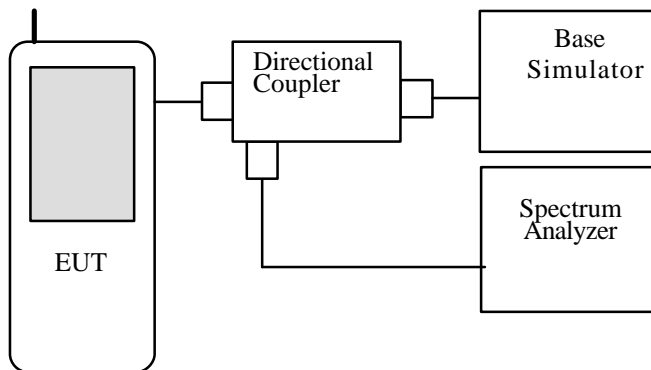 Directional
Coupler
Base
Simulator
Spectrum
Analyzer
EUT